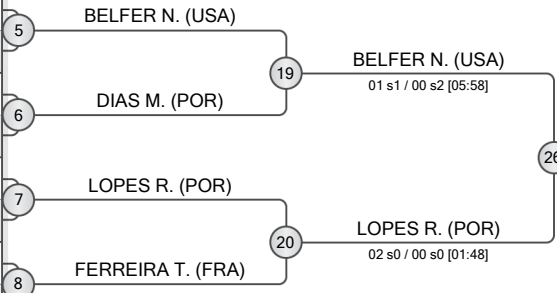 BELFER N. (USA)
5
19
BELFER N. (USA)
01 s1 / 00 s2 [05:58]
DIAS M. (POR)
6
26
LOPES R. (POR)
7
20
LOPES R. (POR)
02 s0 / 00 s0 [01:48]
FERREIRA T. (FRA)
8